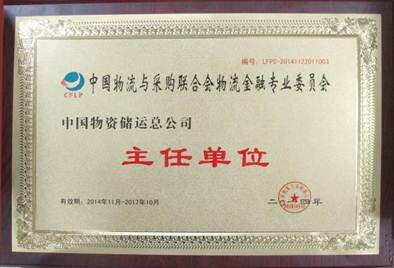 编号：LFPC-20141122011003
CFLP
中国物流与采购联合会物流金融专业委员会
中国物资储运总公司
主任单位
有效期：2014年11月-2017年10月
二〇一四年